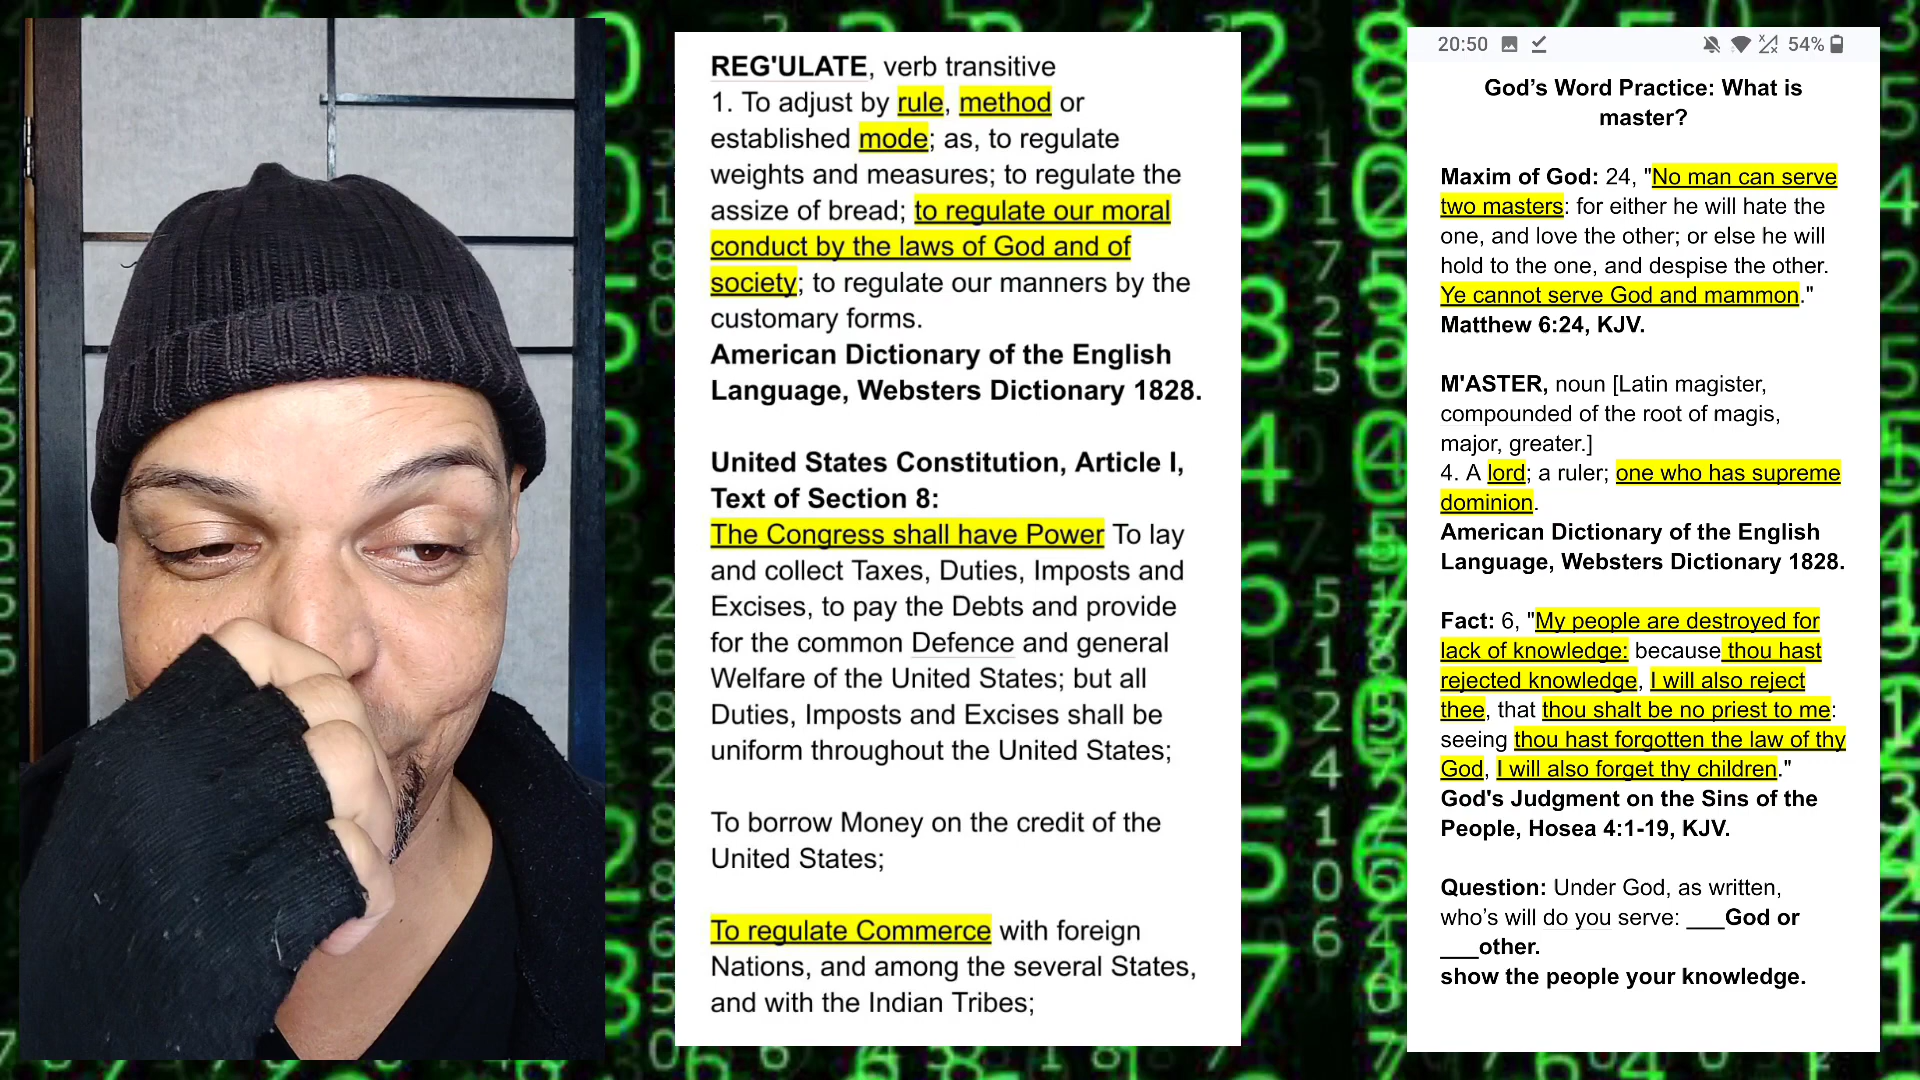 REG'ULATE, verb transitive
1. To adjust by rule, method or
established mode; as, to regulate
weights and measures; to regulate the
assize of bread; to regulate our moral
conduct by the laws of God and of
society; to regulate our manners by the
customary forms.
American Dictionary of the English
Language, Websters Dictionary 1828.
United States Constitution, Article I,
Text of Section 8:
The Congress shall have Power To lay
and collect Taxes, Duties, Imposts and
Excises, to pay the Debts and provide
for the common Defence and general
Welfare of the United States; but all
Duties, Imposts and Excises shall be
uniform throughout the United States;
To borrow Money on the credit of the
United States;
To regulate Commerce with foreign
Nations, and among the several States,
and with the Indian Tribes;
20:50 54%
God’s Word Practice: What is
master?
Maxim of God: 24, "No man can serve
two masters: for either he will hate the
one, and love the other; or else he will
hold to the one, and despise the other.
Ye cannot serve God and mammon."
Matthew 6:24, KJV.
M'ASTER, noun [Latin magister,
compounded of the root of magis,
major, greater.]
4. A lord; a ruler; one who has supreme
dominion.
American Dictionary of the English
Language, Websters Dictionary 1828.
Fact: 6, "My people are destroyed for
lack of knowledge: because thou hast
rejected knowledge, I will also reject
thee, that thou shalt be no priest to me:
seeing thou hast forgotten the law of thy
God, I will also forget thy children."
God's Judgment on the Sins of the
People, Hosea 4:1-19, KJV.
Question: Under God, as written,
who’s will do you serve: ___God or
___other.
show the people your knowledge.